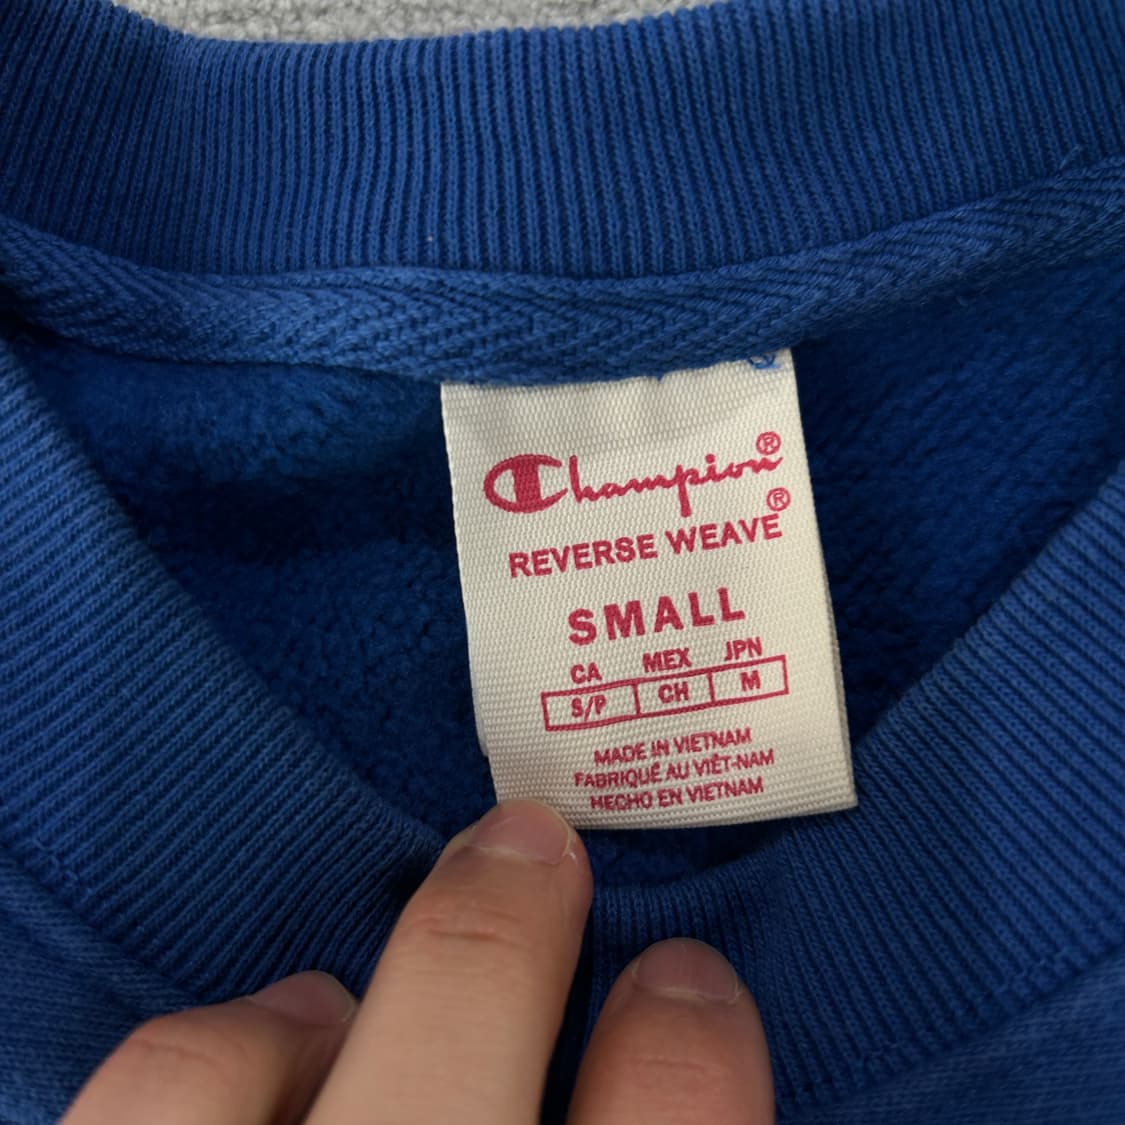 Champion®
REVERSE WEAVE®
SMALL
CA MEX JPN
S/P CH M
MADE IN VIETNAM
FABRIQUÉ AU VIÊT-NAM
HECHO EN VIETNAM